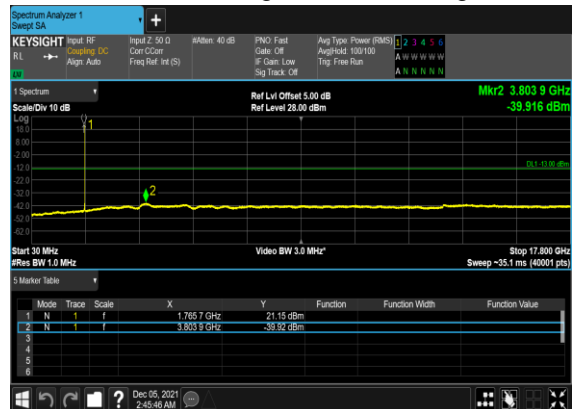 Spectrum Analyzer 1
Swept SA
KEYSIGHT Input: RF Input Z: 50 Ω #Atten: 40 dB PNO: Fast Avg Type: Power (RMS) 1 2 3 4 5 6
RL Coupling: DC Corr CCorr Gate: Off Avg|Hold: 100/100 A W W W W W
Align: Auto Freq Ref: Int (S) IF Gain: Low Trig: Free Run
LW Sig Track: Off A N N N N N
1 Spectrum Ref Lvl Offset 5.00 dB Mkr2 3.803 9 GHz
Scale/Div 10 dB Ref Level 28.00 dBm -39.916 dBm
Log
18.0 1
8.00
-2.00
-12.0 DL1 -13.00 dBm
-22.0
-32.0 2
-42.0
-52.0
-62.0
Start 30 MHz Video BW 3.0 MHz* Stop 17.800 GHz
#Res BW 1.0 MHz Sweep ~35.1 ms (40001 pts)
5 Marker Table
Mode Trace Scale X Y Function Function Width Function Value
1 N 1 f 1.765 7 GHz 21.15 dBm
2 N 1 f 3.803 9 GHz -39.92 dBm
3
4
5
6
? Dec 05, 2021
2:45:46 AM